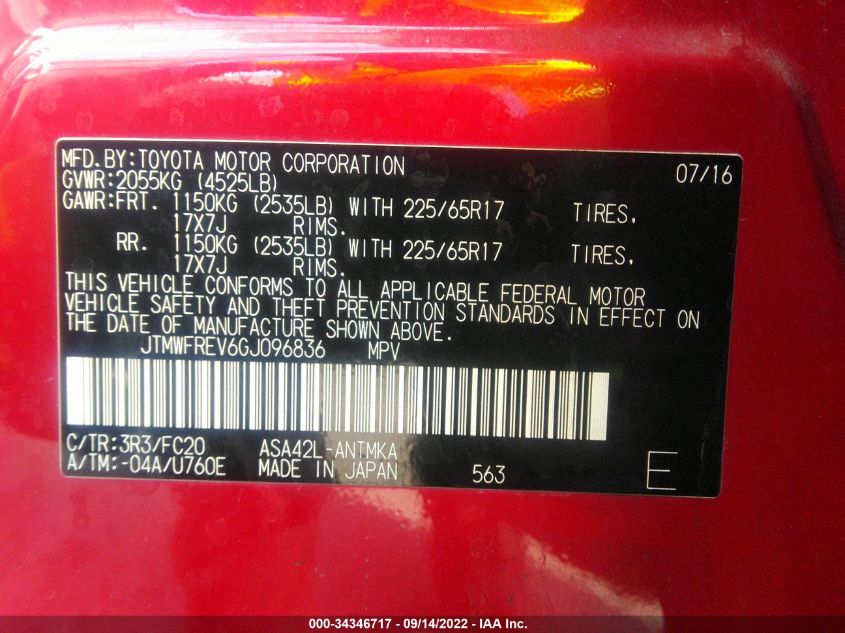 MFD.BY:TOYOTA MOTOR CORPORATION 07/16
GVWR:2055KG (4525LB)
GAWR:FRT. 1150KG (2535LB) WITH 225/65R17 TIRES,
17X7J RIMS.
RR. 1150KG (2535LB) WITH 225/65R17 TIRES,
17X7J RIMS.
THIS VEHICLE CONFORMS TO ALL APPLICABLE FEDERAL MOTOR
VEHICLE SAFETY AND THEFT PREVENTION STANDARDS IN EFFECT ON
THE DATE OF MANUFACTURE SHOWN ABOVE.
JTMWFREV6GJ096836 MPV
C/TR:3R3/FC20 ASA42L-ANTMKA
A/TM:-04A/U760E MADE IN JAPAN 563 E
000-34346717 - 09/14/2022 - IAA Inc.